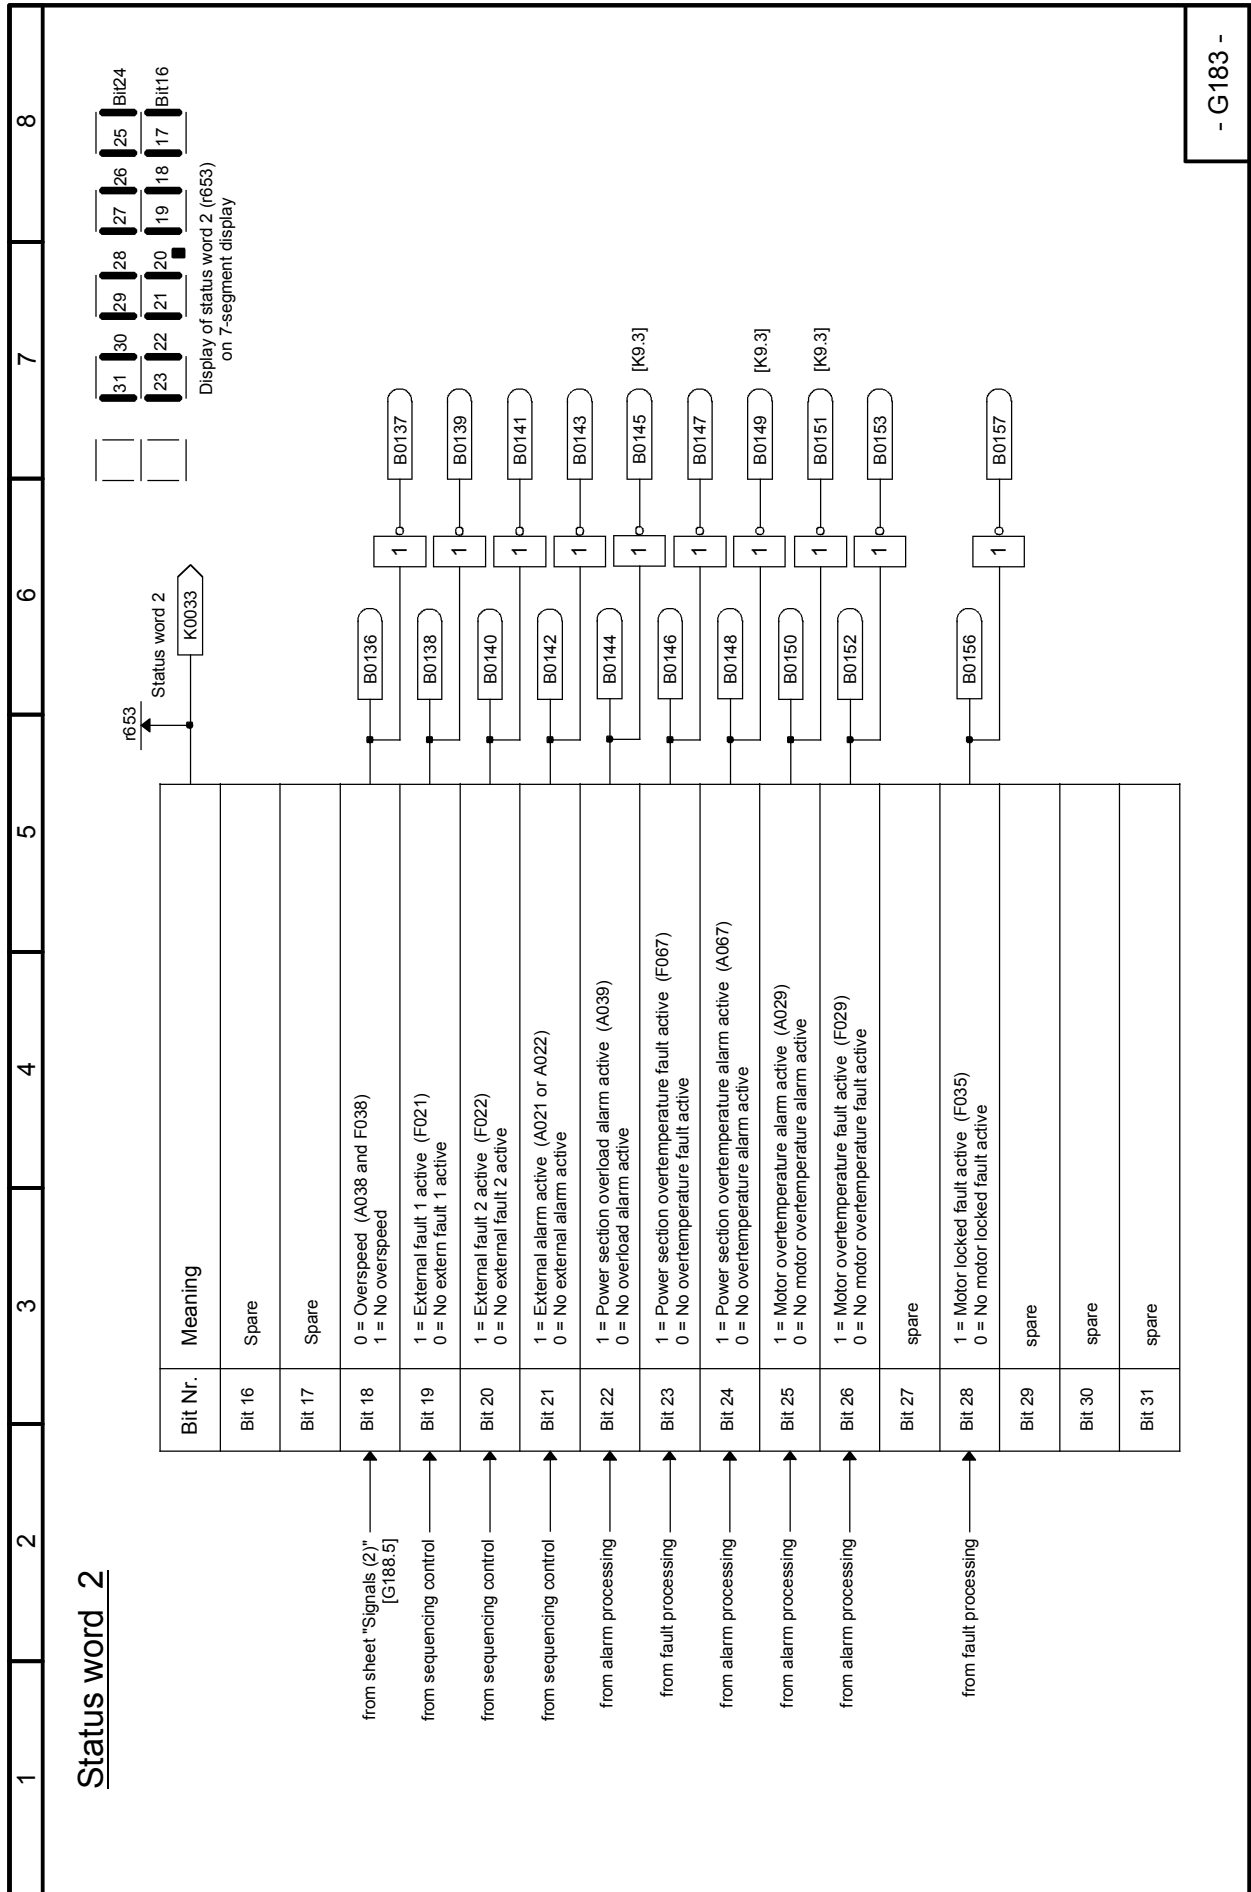 1 2 3 4 5 6 7 8
Status word 2
r653
Status word 2
K0033
31 30 29 28 27 26 25 Bit24
23 22 21 20 19 18 17 Bit16
Display of status word 2 (r653)
on 7-segment display
Bit Nr. Meaning
Bit 16 Spare
Bit 17 Spare
from sheet "Signals (2)"
[G188.5]
Bit 18
0 = Overspeed (A038 and F038)
1 = No overspeed
B0136
1
B0137
from sequencing control
Bit 19
1 = External fault 1 active (F021)
0 = No extern fault 1 active
B0138
1
B0139
from sequencing control
Bit 20
1 = External fault 2 active (F022)
0 = No external fault 2 active
B0140
1
B0141
from sequencing control
Bit 21
1 = External alarm active (A021 or A022)
0 = No external alarm active
B0142
1
B0143
from alarm processing
Bit 22
1 = Power section overload alarm active (A039)
0 = No overload alarm active
B0144
1
B0145
[K9.3]
from fault processing
Bit 23
1 = Power section overtemperature fault active (F067)
0 = No overtemperature fault active
B0146
1
B0147
from alarm processing
Bit 24
1 = Power section overtemperature alarm active (A067)
0 = No overtemperature alarm active
B0148
1
B0149
[K9.3]
from alarm processing
Bit 25
1 = Motor overtemperature alarm active (A029)
0 = No motor overtemperature alarm active
B0150
1
B0151
[K9.3]
from alarm processing
Bit 26
1 = Motor overtemperature fault active (F029)
0 = No motor overtemperature fault active
B0152
1
B0153
Bit 27 spare
from fault processing
Bit 28
1 = Motor locked fault active (F035)
0 = No motor locked fault active
B0156
1
B0157
Bit 29 spare
Bit 30 spare
Bit 31 spare
- G183 -